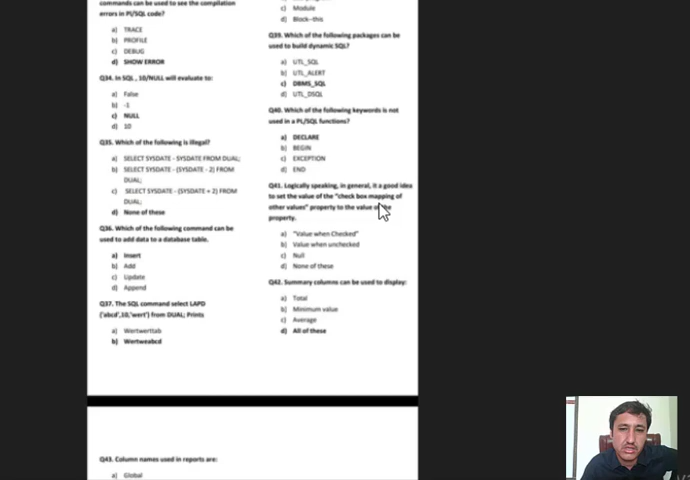 commands can be used to see the compilation
errors in Pl/SQL code?
a) TRACE
b) PROFILE
c) DEBUG
d) SHOW ERROR
Q34. In SQL , 10/NULL will evaluate to:
a) False
b) -1
c) NULL
d) 10
Q35. Which of the following is illegal?
a) SELECT SYSDATE - SYSDATE FROM DUAL;
b) SELECT SYSDATE - (SYSDATE - 2) FROM
DUAL;
c) SELECT SYSDATE - (SYSDATE + 2) FROM
DUAL;
d) None of these
Q36. Which of the following command can be
used to add data to a database table.
a) Insert
b) Add
c) Update
d) Append
Q37. The SQL command select LAPD
('abcd',10,'wert') from DUAL; Prints
a) Wertwerttab
b) Wertweabcd
c) Module
d) Block--this
Q39. Which of the following packages can be
used to build dynamic SQL?
a) UTL_SQL
b) UTL_ALERT
c) DBMS_SQL
d) UTL_DSQL
Q40. Which of the following keywords is not
used in a PL/SQL functions?
a) DECLARE
b) BEGIN
c) EXCEPTION
d) END
Q41. Logically speaking, in general, it a good idea
to set the value of the "check box mapping of
other values" property to the value of the
property.
a) "Value when Checked"
b) Value when unchecked
c) Null
d) None of these
Q42. Summary columns can be used to display:
a) Total
b) Minimum value
c) Average
d) All of these
Q43. Column names used in reports are:
a) Global